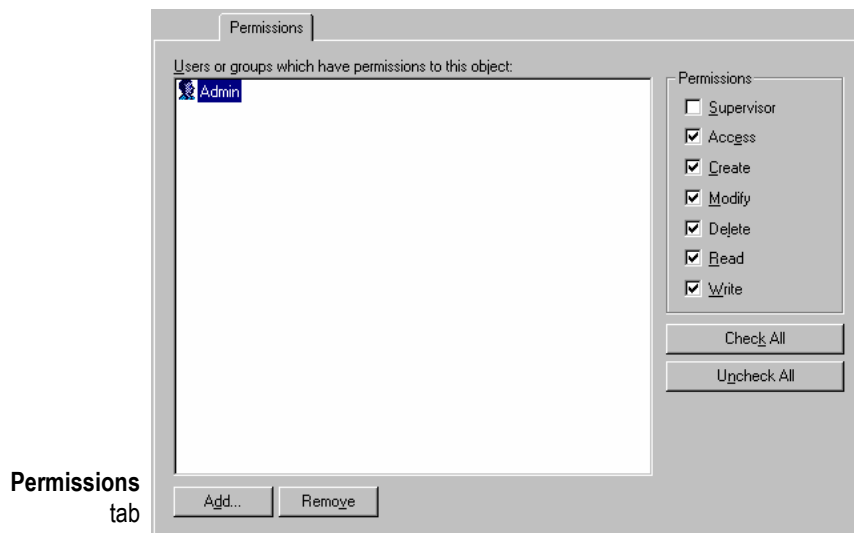 Permissions
Users or groups which have permissions to this object:
Admin
Permissions
Supervisor
Access
Create
Modify
Delete
Read
Write
Check All
Uncheck All
Add...
Remove
Permissions
tab